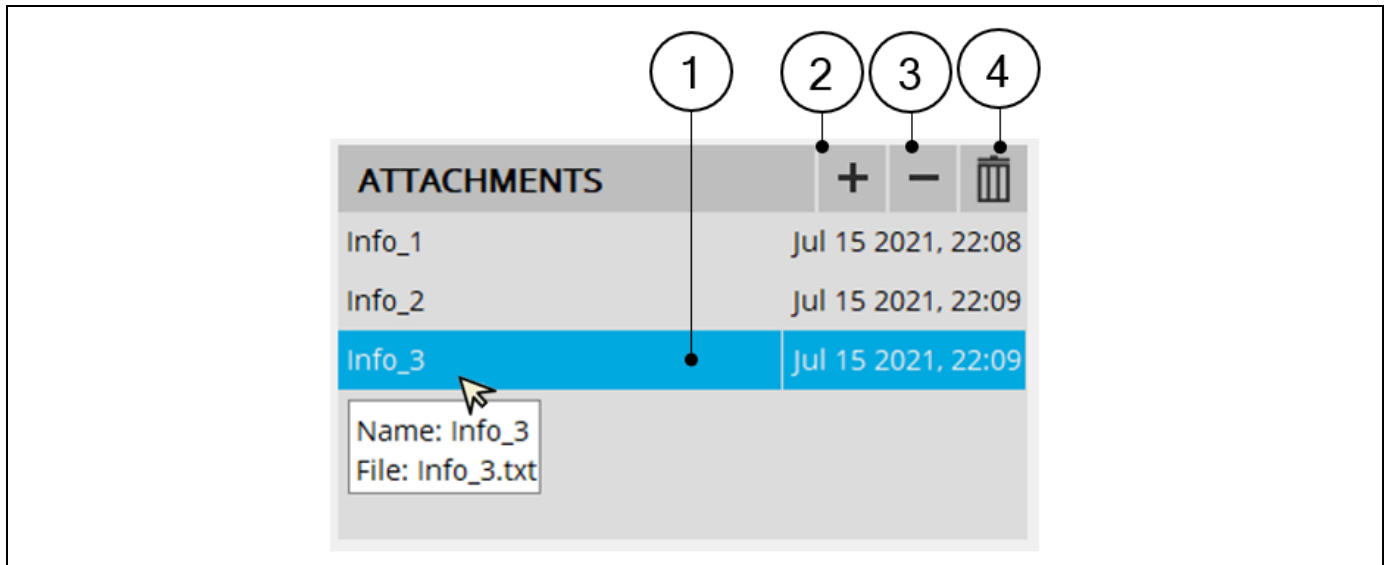 1 2 3 4
ATTACHMENTS + −
Info_1 Jul 15 2021, 22:08
Info_2 Jul 15 2021, 22:09
Info_3 Jul 15 2021, 22:09
Name: Info_3
File: Info_3.txt